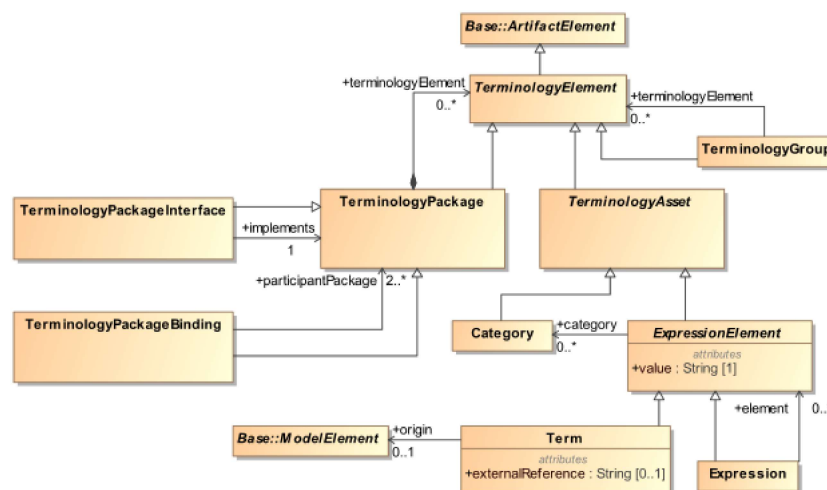 Base::ArtifactElement
+terminologyElement
0..*
TerminologyElement
+terminologyElement
0..*
TerminologyGroup
TerminologyPackageInterface
+implements
1
TerminologyPackage
TerminologyAsset
+participantPackage
2..*
TerminologyPackageBinding
Category
+category
0..*
ExpressionElement
attributes
+value : String [1]
+element
0..
Base::ModelElement
+origin
0..1
Term
attributes
+externalReference : String [0..1]
Expression